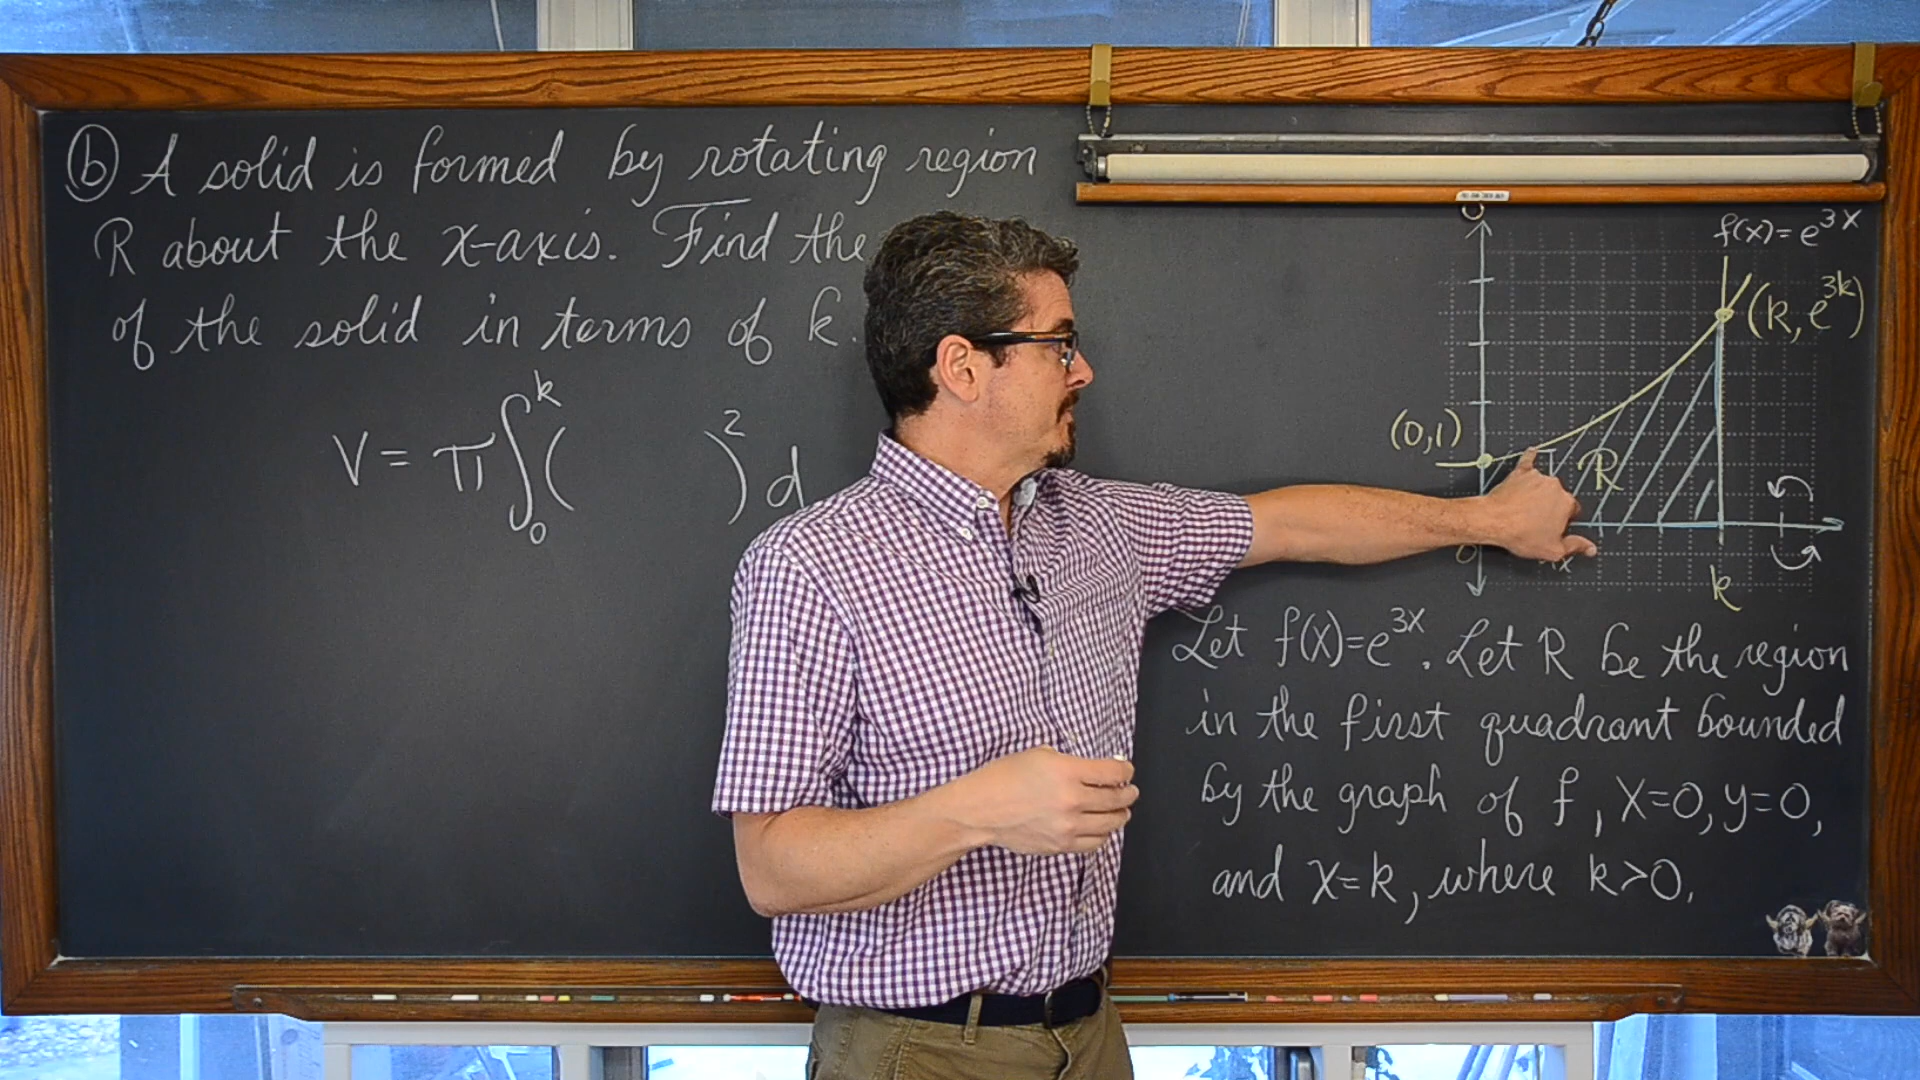 ⓑ A solid is formed by rotating region
R about the x-axis. Find the
of the solid in terms of k.
V = π∫₀ᵏ( )² d
f(x)=e³ˣ
(k, e³ᵏ)
(0,1)
R
k
Let f(x)=e³ˣ. Let R be the region
in the first quadrant bounded
by the graph of f, x=0, y=0,
and x=k, where k>0.